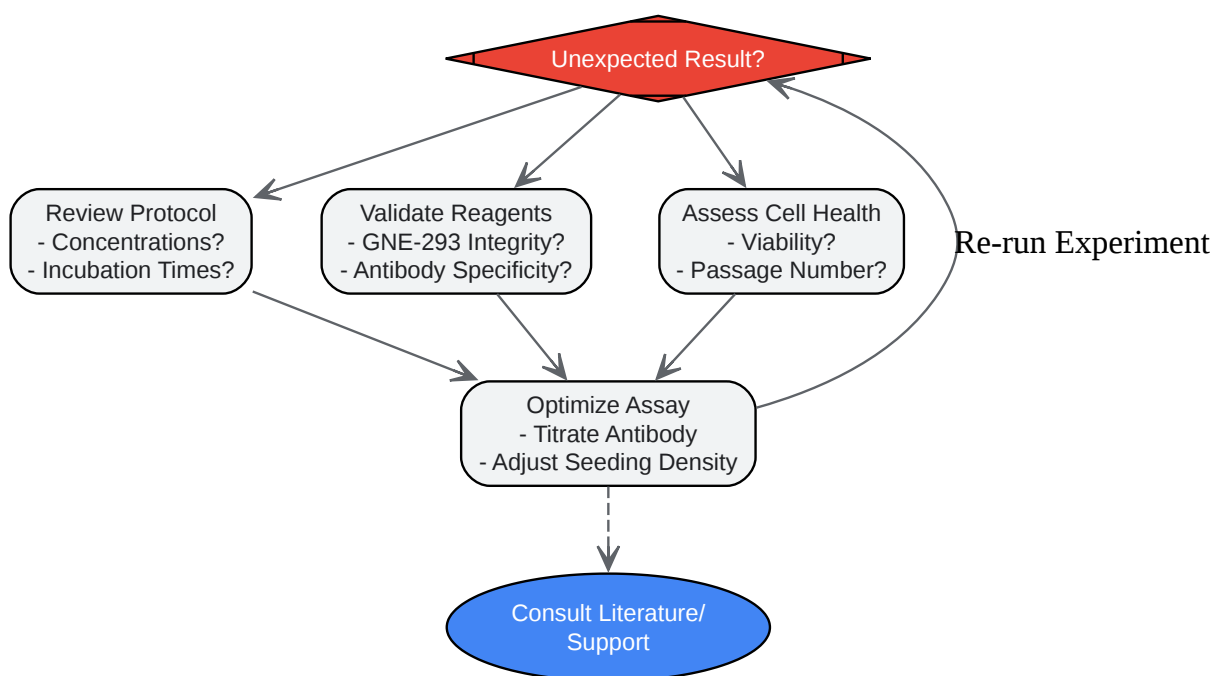 Unexpected Result?
Review Protocol
- Concentrations?
- Incubation Times?
Validate Reagents
- GNE-293 Integrity?
- Antibody Specificity?
Assess Cell Health
- Viability?
- Passage Number?
Re-run Experiment
Optimize Assay
- Titrate Antibody
- Adjust Seeding Density
Consult Literature/
Support